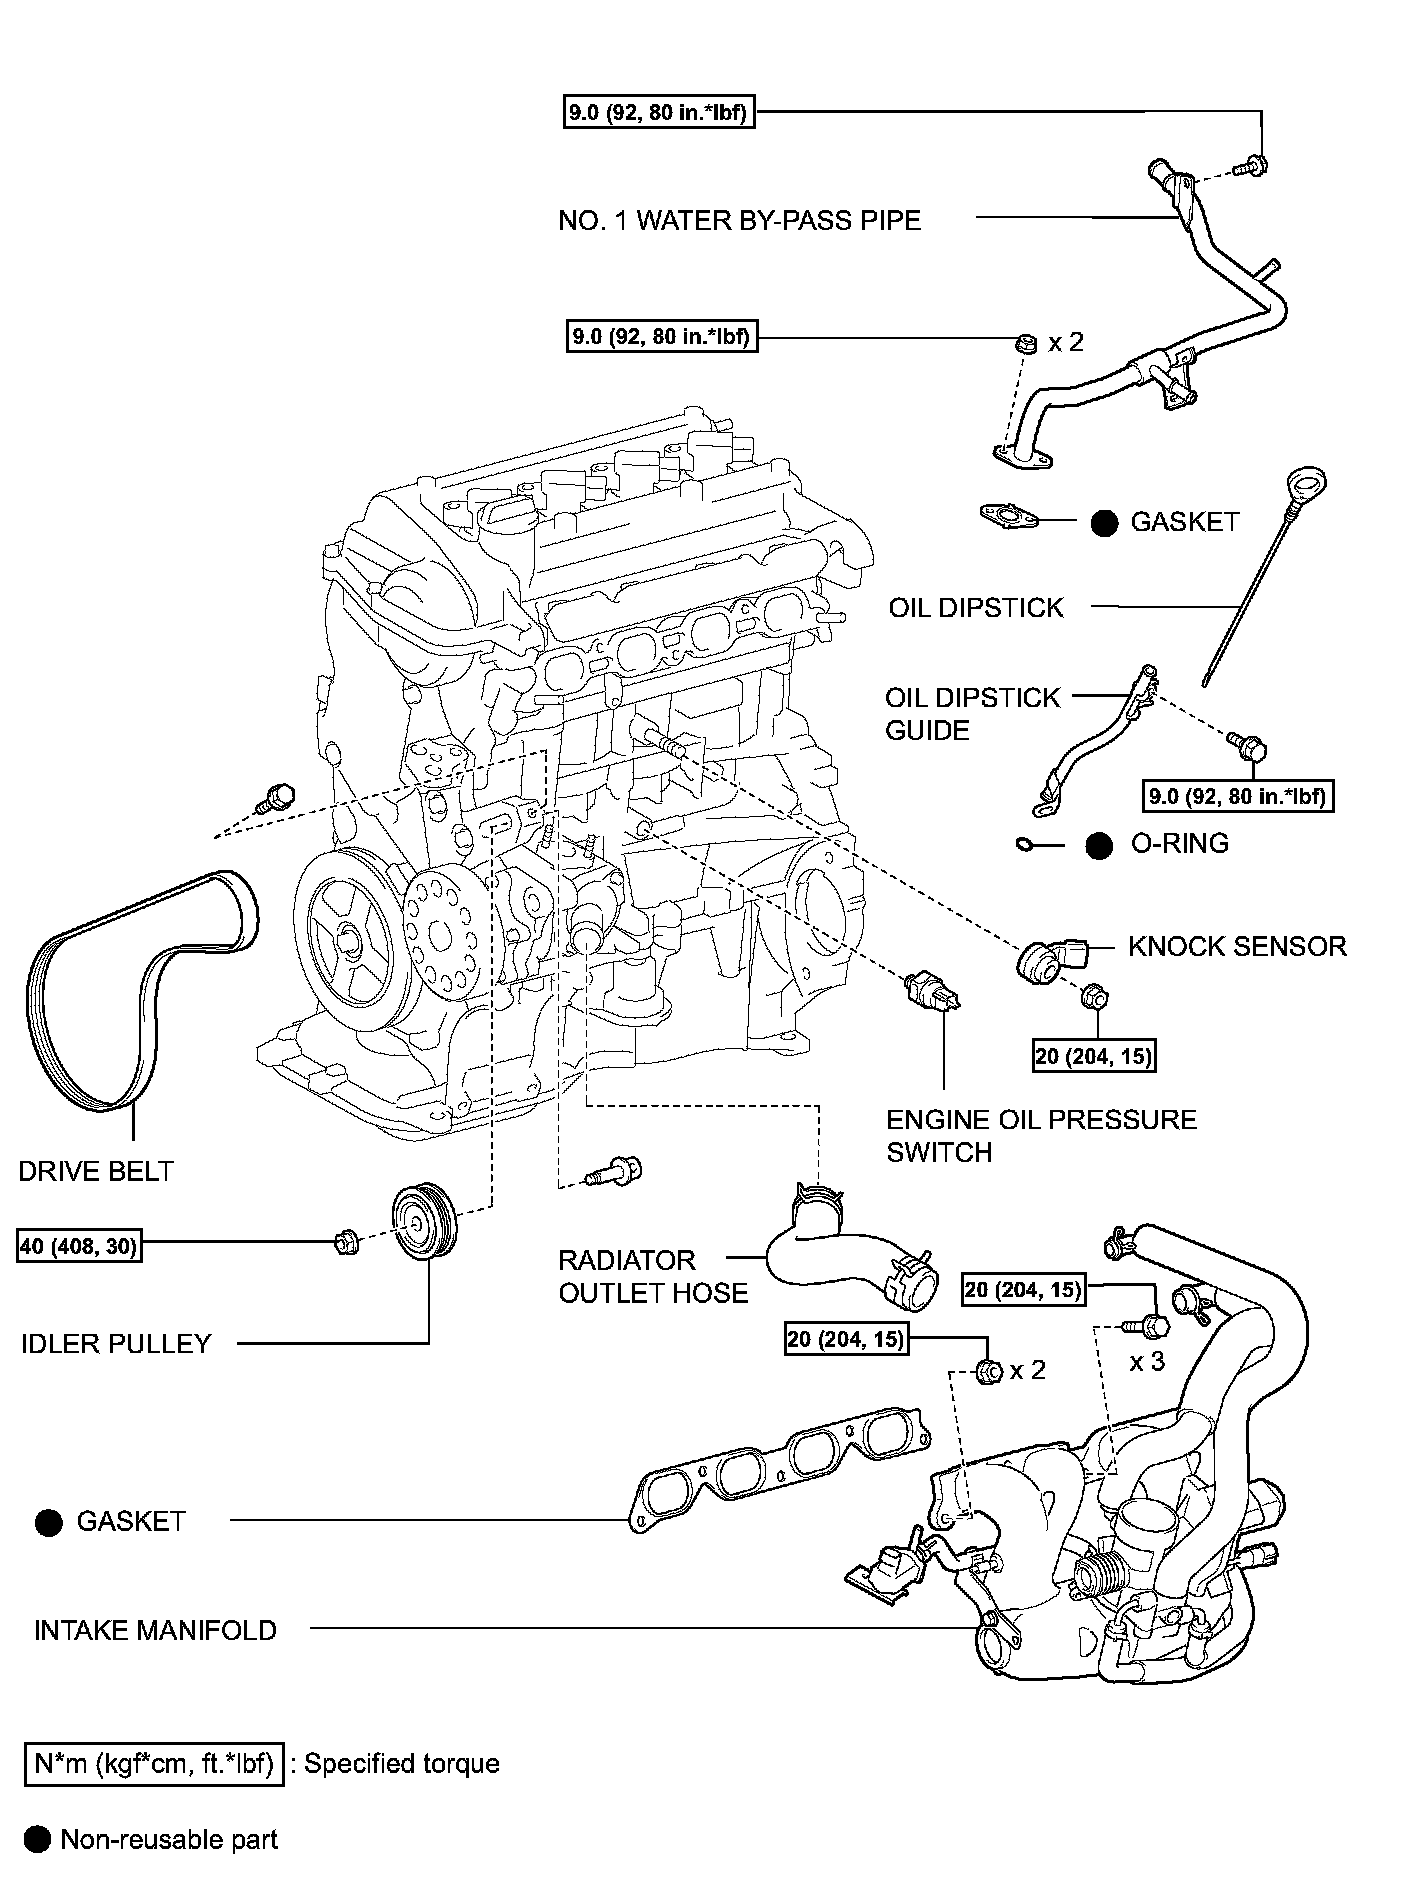 9.0 (92, 80 in.*lbf)
NO. 1 WATER BY-PASS PIPE
9.0 (92, 80 in.*lbf)
x 2
● GASKET
OIL DIPSTICK
OIL DIPSTICK
GUIDE
9.0 (92, 80 in.*lbf)
● O-RING
KNOCK SENSOR
20 (204, 15)
ENGINE OIL PRESSURE
SWITCH
DRIVE BELT
40 (408, 30)
IDLER PULLEY
RADIATOR
OUTLET HOSE
20 (204, 15)
x 3
20 (204, 15)
x 2
● GASKET
INTAKE MANIFOLD
N*m (kgf*cm, ft.*lbf) : Specified torque
● Non-reusable part